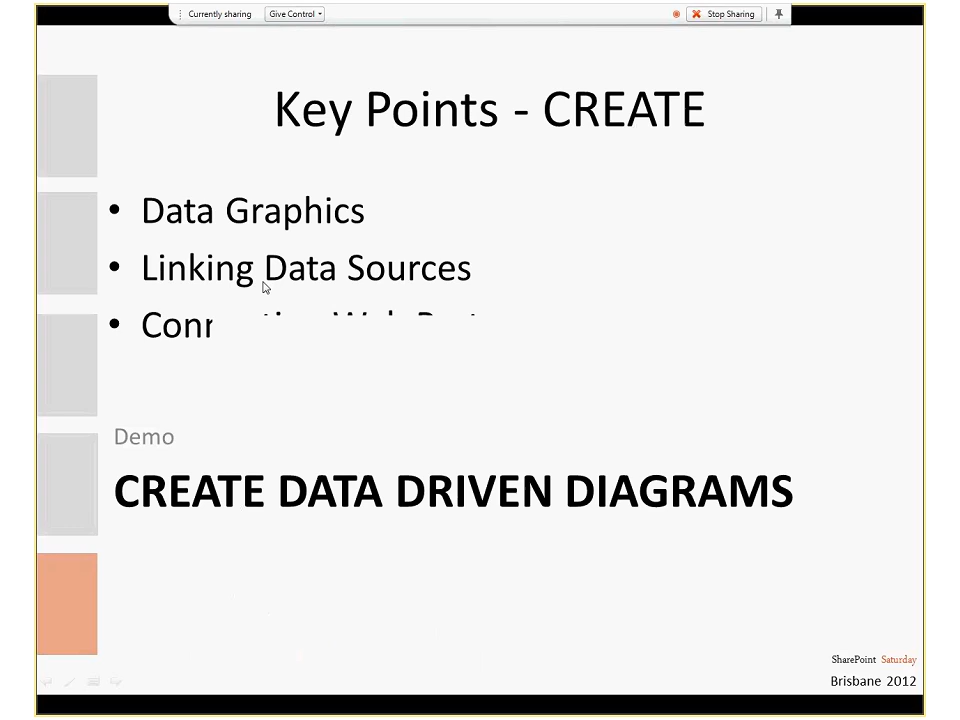 Currently sharing Give Control Stop Sharing
Key Points - CREATE
• Data Graphics
• Linking Data Sources
•
Demo
CREATE DATA DRIVEN DIAGRAMS
SharePoint Saturday
Brisbane 2012